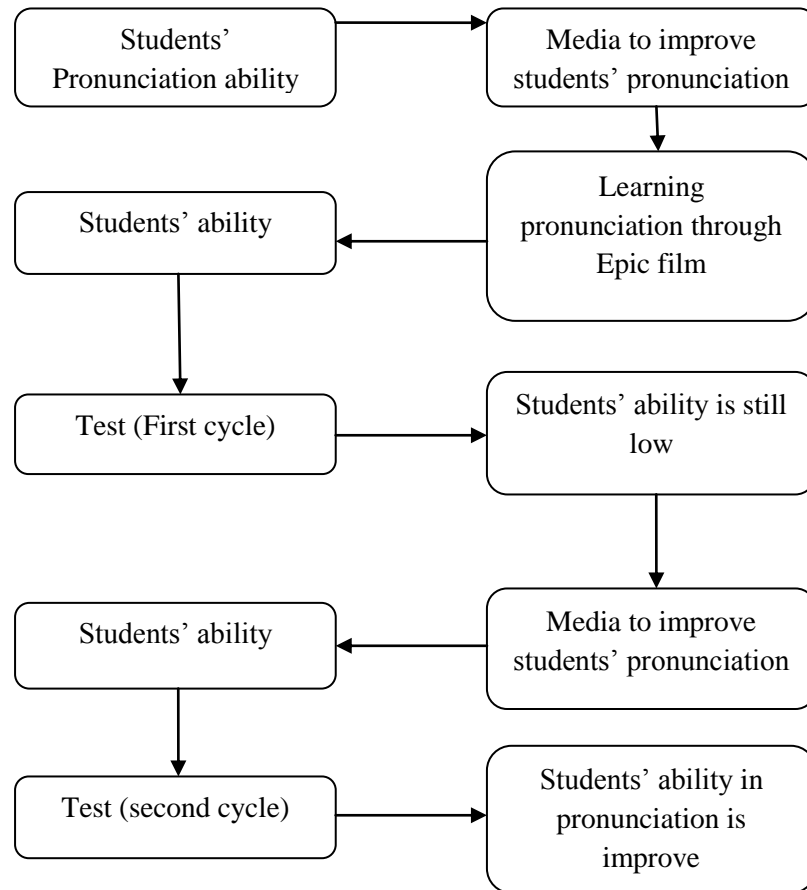 Students’
Pronunciation ability
Media to improve
students’ pronunciation
Learning
pronunciation through
Epic film
Students’ ability
Test (First cycle)
Students’ ability is still
low
Media to improve
students’ pronunciation
Students’ ability
Test (second cycle)
Students’ ability in
pronunciation is
improve